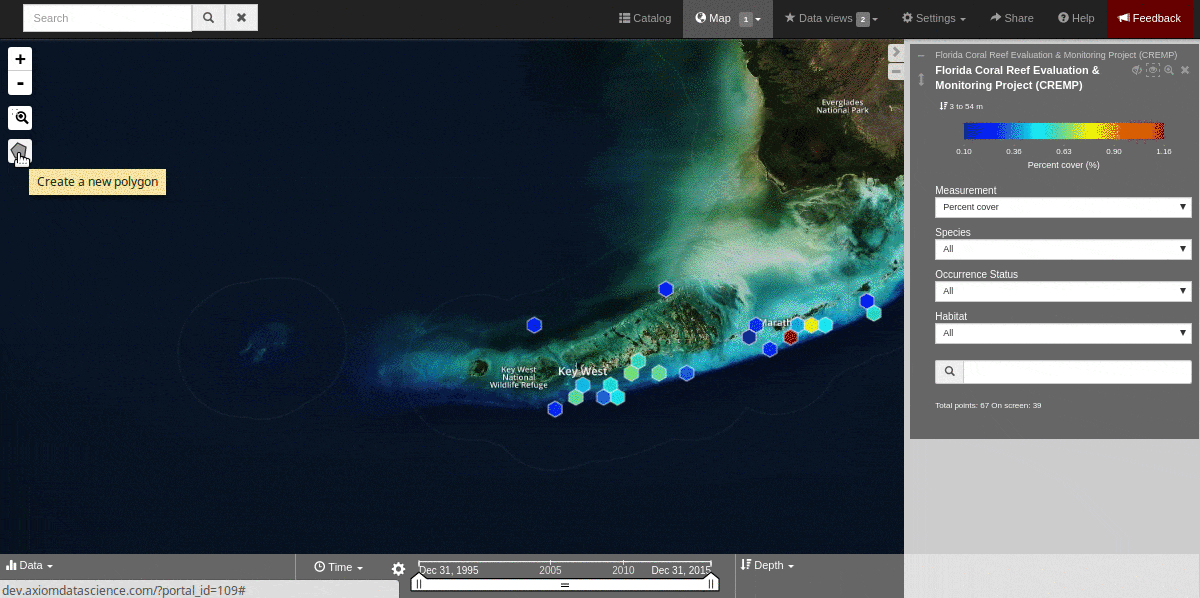 Search
Catalog
Map 1
Data views 2
Settings
Share
Help
Feedback
+
-
Create a new polygon
Everglades
National Park
Marath
Key West
Key West
National
Wildlife Refuge
Florida Coral Reef Evaluation & Monitoring Project (CREMP)
Florida Coral Reef Evaluation &
Monitoring Project (CREMP)
3 to 54 m
0.10 0.36 0.63 0.90 1.16
Percent cover (%)
Measurement
Percent cover
Species
All
Occurrence Status
All
Habitat
All
Total points: 67 On screen: 39
Data
Time
Dec 31, 1995 2005 2010 Dec 31, 2015
Depth
dev.axiomdatascience.com/?portal_id=109#